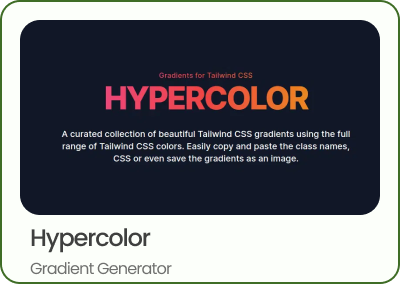 Gradients for Tailwind CSS
HYPERCOLOR
A curated collection of beautiful Tailwind CSS gradients using the full
range of Tailwind CSS colors. Easily copy and paste the class names,
CSS or even save the gradients as an image.
Hypercolor
Gradient Generator